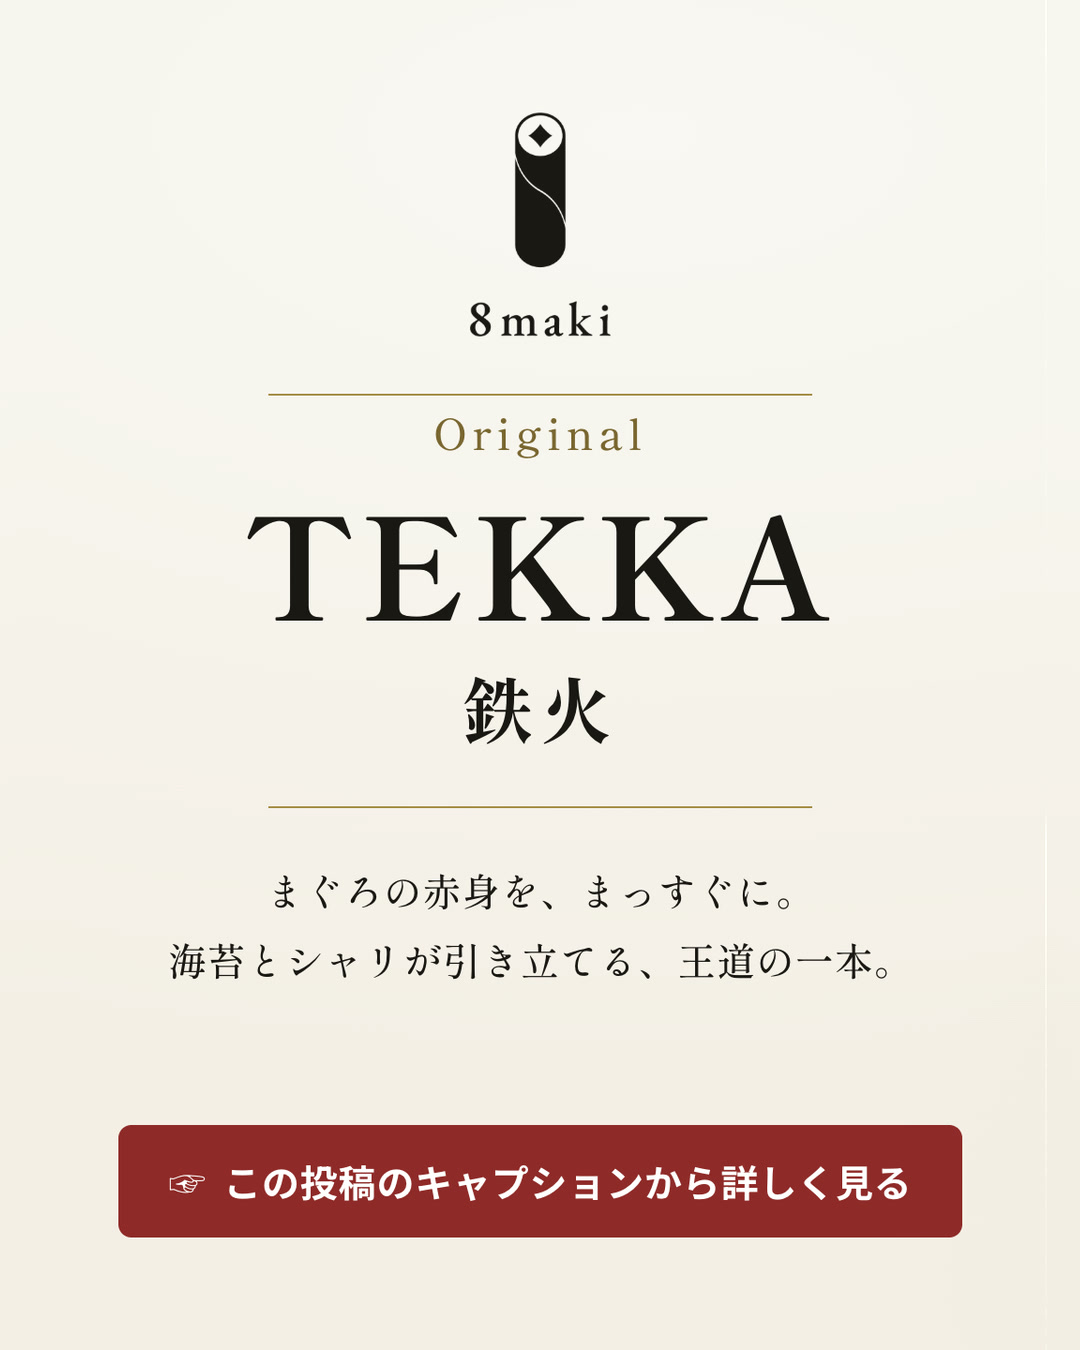 8maki
Original
TEKKA
鉄火
まぐろの赤身を、まっすぐに。
海苔とシャリが引き立てる、王道の一本。
☞ この投稿のキャプションから詳しく見る